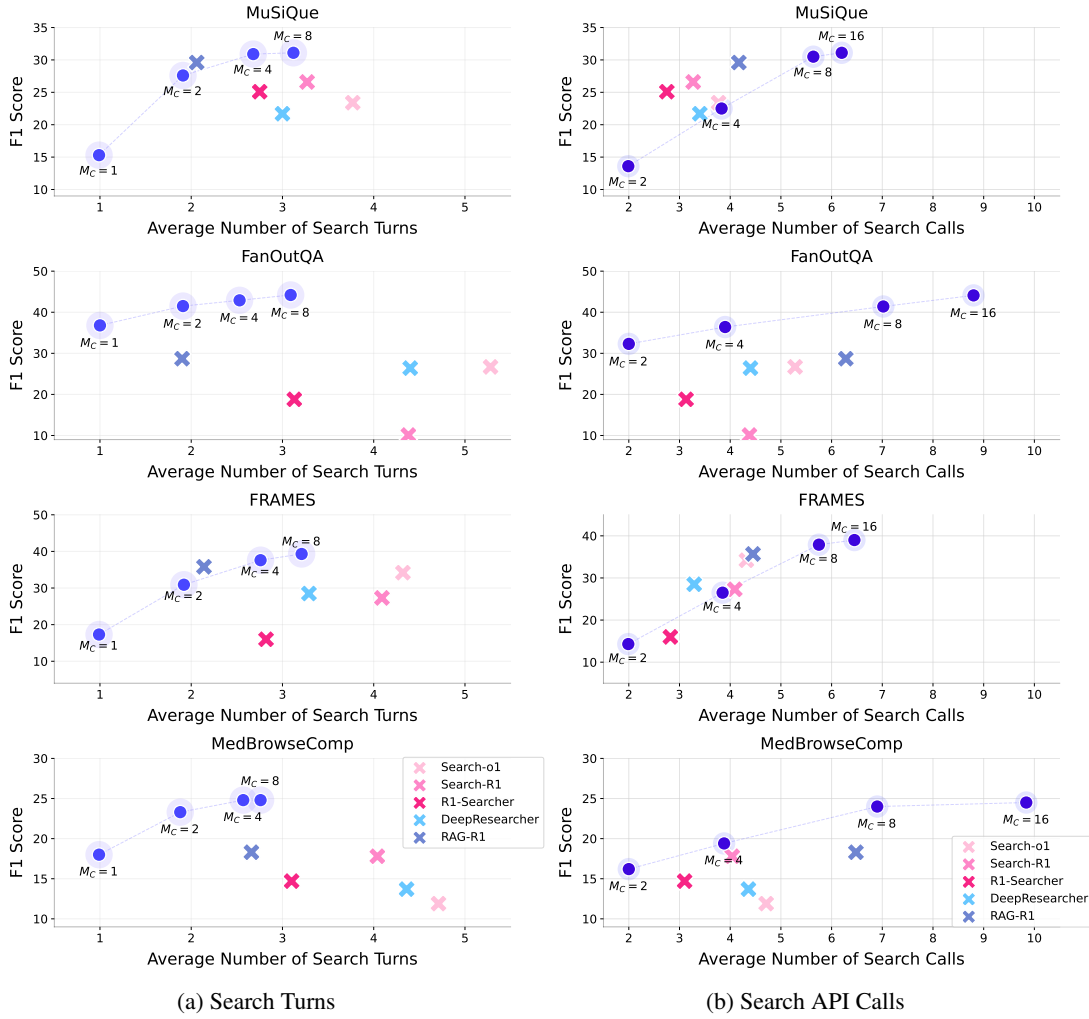 MuSiQue
F1 Score
35
30
25
20
15
10
M_C = 1
M_C = 2
M_C = 4
M_C = 8
1 2 3 4 5
Average Number of Search Turns
MuSiQue
F1 Score
35
30
25
20
15
10
M_C = 2
M_C = 4
M_C = 8
M_C = 16
2 3 4 5 6 7 8 9 10
Average Number of Search Calls
FanOutQA
F1 Score
50
40
30
20
10
M_C = 1
M_C = 2
M_C = 4
M_C = 8
1 2 3 4 5
Average Number of Search Turns
FanOutQA
F1 Score
50
40
30
20
10
M_C = 2
M_C = 4
M_C = 8
M_C = 16
2 3 4 5 6 7 8 9 10
Average Number of Search Calls
FRAMES
F1 Score
50
40
30
20
10
M_C = 1
M_C = 2
M_C = 4
M_C = 8
1 2 3 4 5
Average Number of Search Turns
FRAMES
F1 Score
40
30
20
10
M_C = 2
M_C = 4
M_C = 8
M_C = 16
2 3 4 5 6 7 8 9 10
Average Number of Search Calls
MedBrowseComp
F1 Score
30
25
20
15
10
M_C = 1
M_C = 2
M_C = 4
M_C = 8
Search-o1
Search-R1
R1-Searcher
DeepResearcher
RAG-R1
1 2 3 4 5
Average Number of Search Turns
MedBrowseComp
F1 Score
30
25
20
15
10
M_C = 2
M_C = 4
M_C = 8
M_C = 16
Search-o1
Search-R1
R1-Searcher
DeepResearcher
RAG-R1
2 3 4 5 6 7 8 9 10
Average Number of Search Calls
(a) Search Turns
(b) Search API Calls